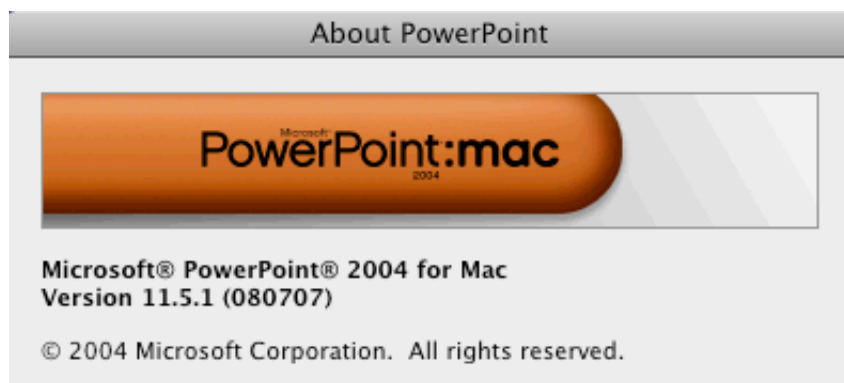 About PowerPoint
Microsoft®
PowerPoint:mac
2004
Microsoft® PowerPoint® 2004 for Mac
Version 11.5.1 (080707)
© 2004 Microsoft Corporation.  All rights reserved.